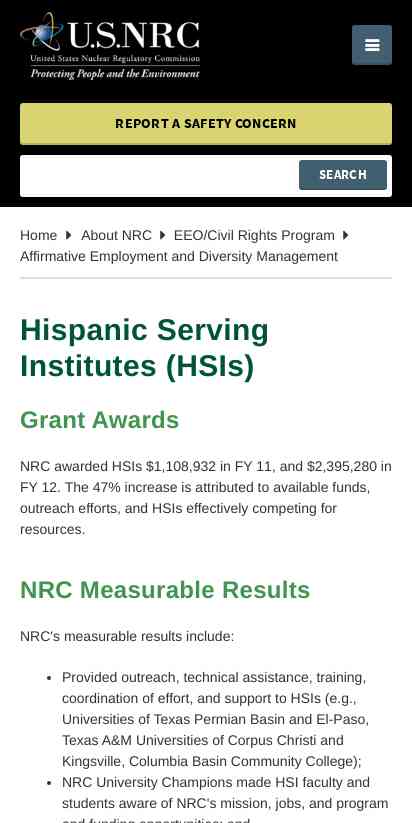 U.S.NRC
United States Nuclear Regulatory Commission
Protecting People and the Environment
REPORT A SAFETY CONCERN
SEARCH
Home About NRC EEO/Civil Rights Program
Affirmative Employment and Diversity Management
Hispanic Serving
Institutes (HSIs)
Grant Awards
NRC awarded HSIs $1,108,932 in FY 11, and $2,395,280 in
FY 12. The 47% increase is attributed to available funds,
outreach efforts, and HSIs effectively competing for
resources.
NRC Measurable Results
NRC's measurable results include:
• Provided outreach, technical assistance, training,
coordination of effort, and support to HSIs (e.g.,
Universities of Texas Permian Basin and El-Paso,
Texas A&M Universities of Corpus Christi and
Kingsville, Columbia Basin Community College);
• NRC University Champions made HSI faculty and
students aware of NRC's mission, jobs, and program
and funding opportunities; and